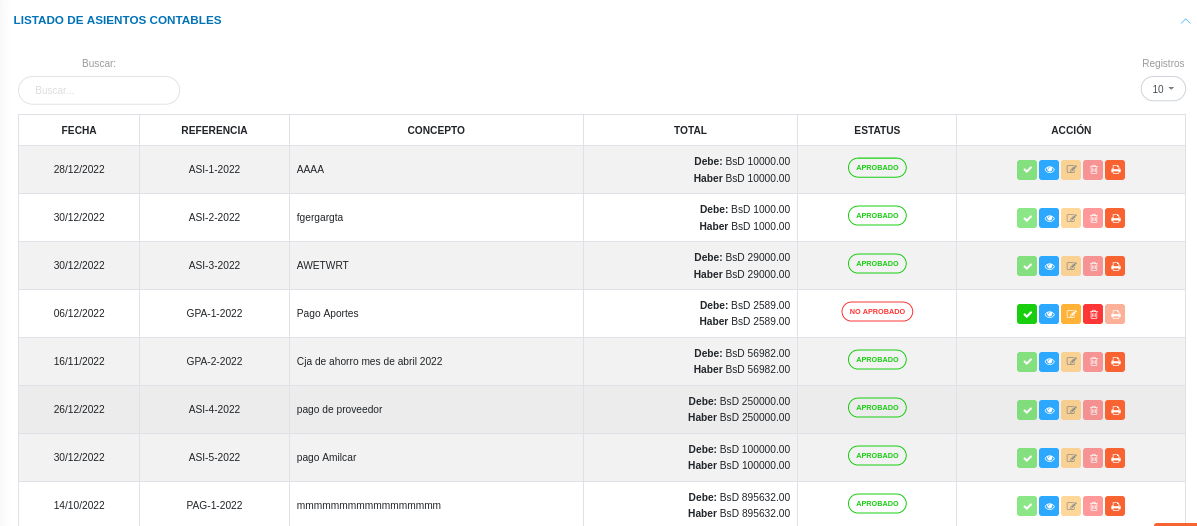 LISTADO DE ASIENTOS CONTABLES
Buscar:
Registros
Buscar...
10
FECHA REFERENCIA CONCEPTO TOTAL ESTATUS ACCIÓN
28/12/2022 ASI-1-2022 AAAA Debe: BsD 10000.00 APROBADO
Haber BsD 10000.00
30/12/2022 ASI-2-2022 fgergargta Debe: BsD 1000.00 APROBADO
Haber BsD 1000.00
30/12/2022 ASI-3-2022 AWETWRT Debe: BsD 29000.00 APROBADO
Haber BsD 29000.00
06/12/2022 GPA-1-2022 Pago Aportes Debe: BsD 2589.00 NO APROBADO
Haber BsD 2589.00
16/11/2022 GPA-2-2022 Cja de ahorro mes de abril 2022 Debe: BsD 56982.00 APROBADO
Haber BsD 56982.00
26/12/2022 ASI-4-2022 pago de proveedor Debe: BsD 250000.00 APROBADO
Haber BsD 250000.00
30/12/2022 ASI-5-2022 pago Amilcar Debe: BsD 100000.00 APROBADO
Haber BsD 100000.00
14/10/2022 PAG-1-2022 mmmmmmmmmmmmmmmmm Debe: BsD 895632.00 APROBADO
Haber BsD 895632.00